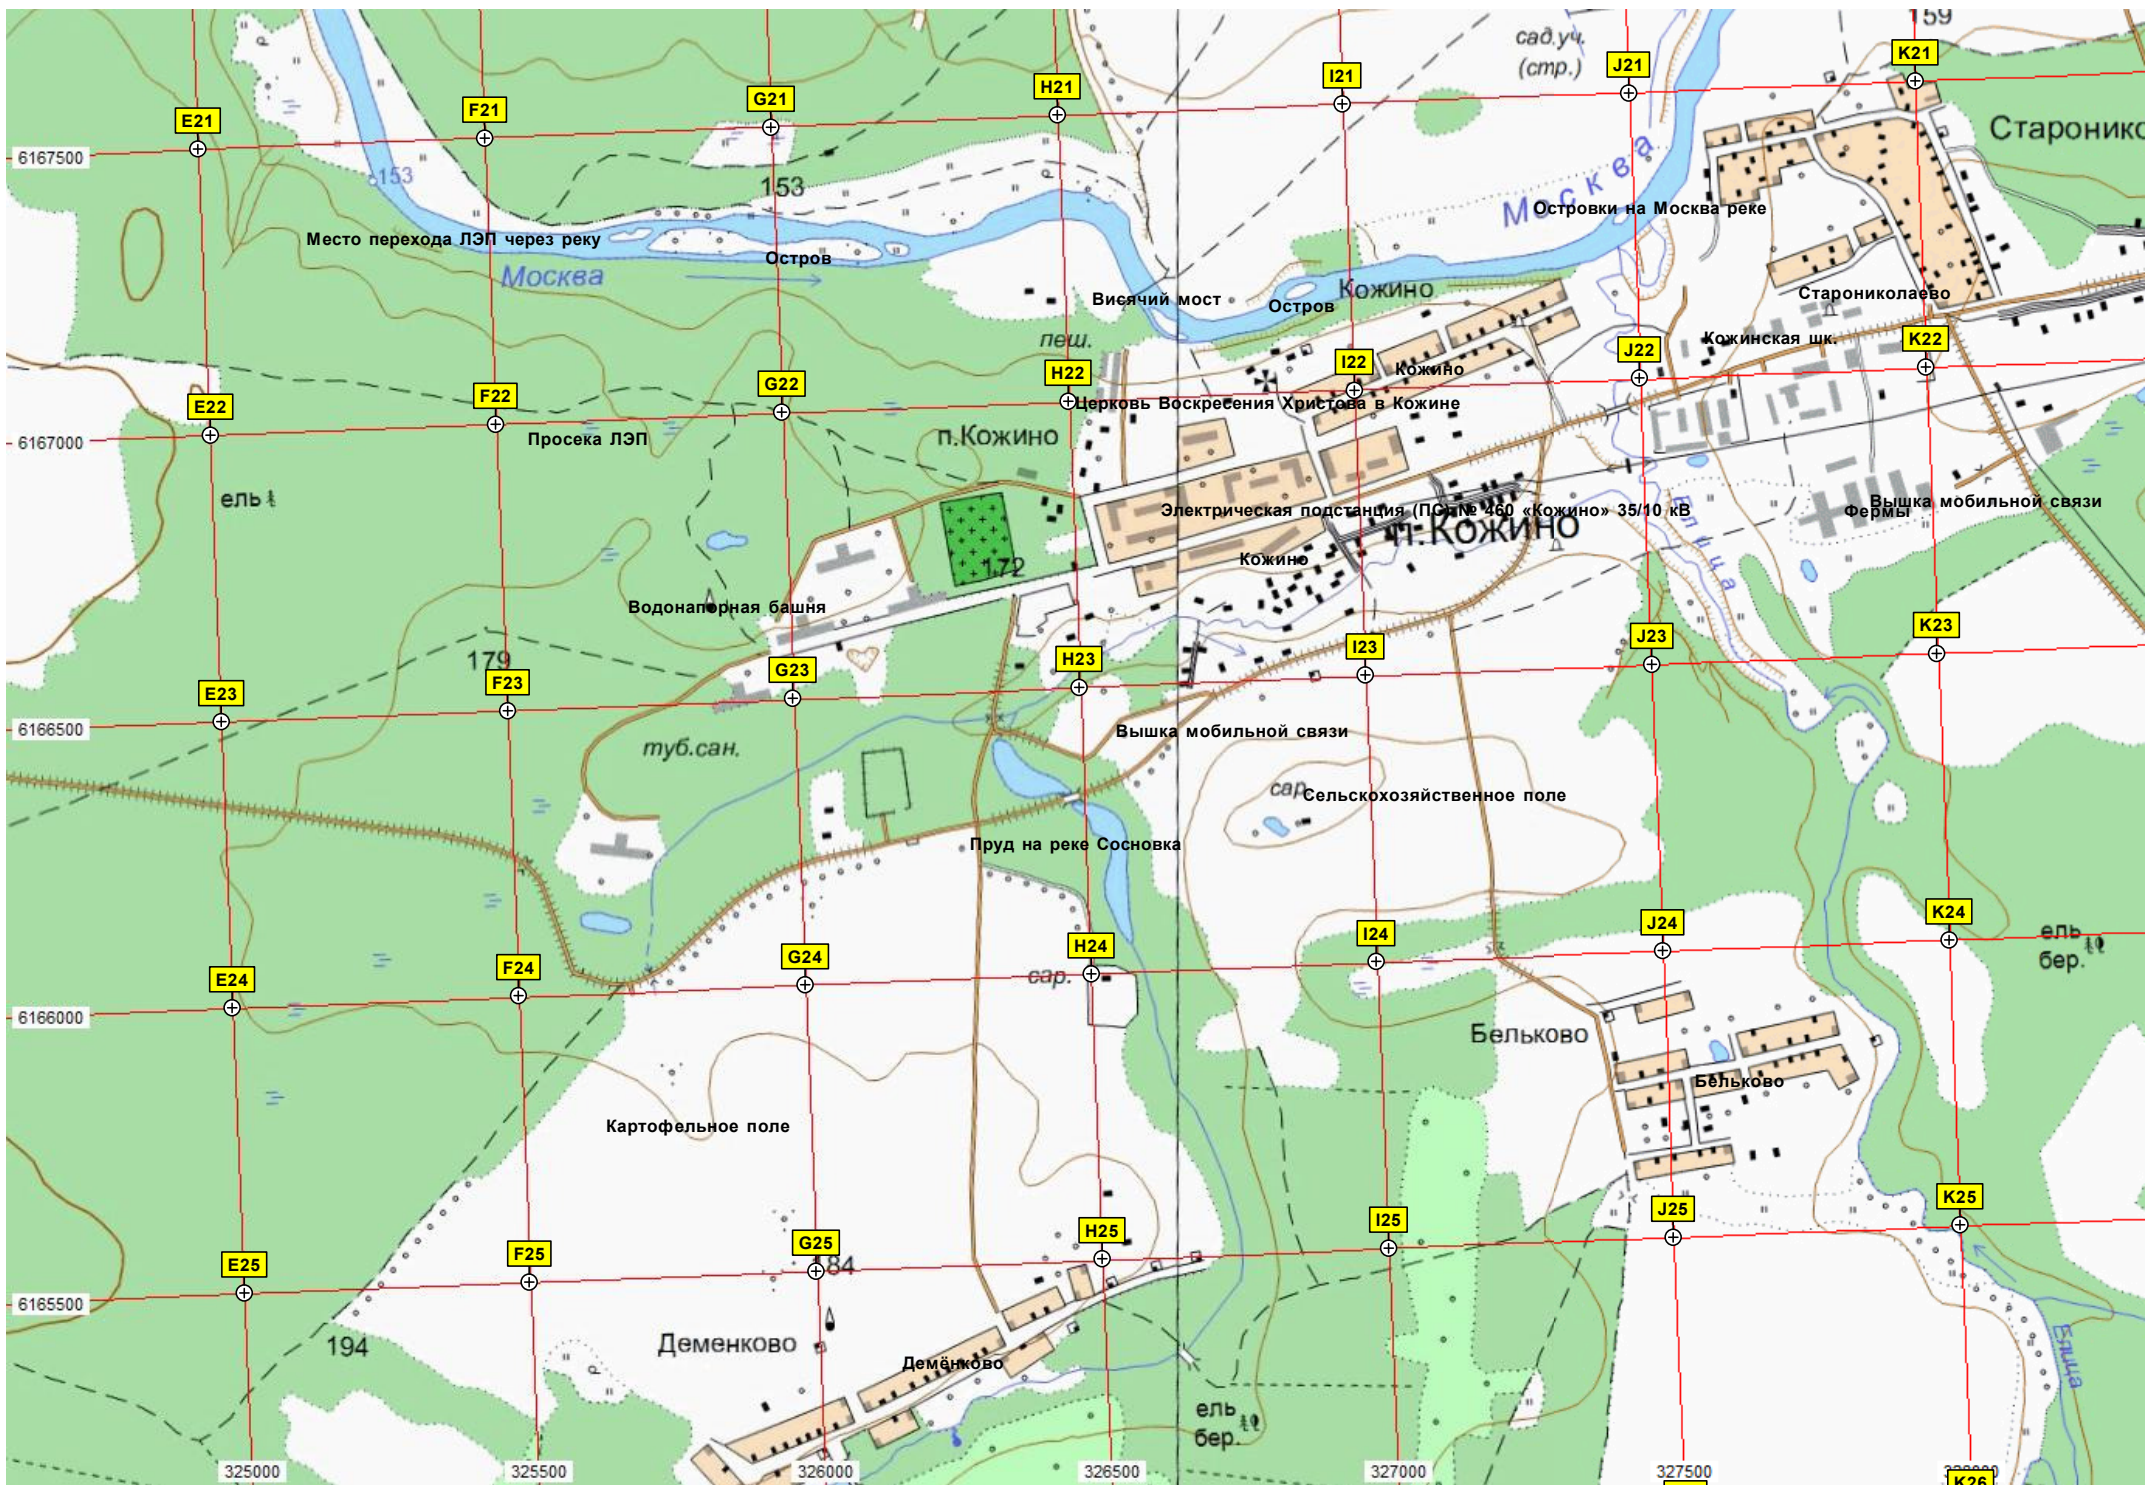 159
сад.уч.
(стр.)
K21
J21
I21
H21
G21
F21
E21
Старонико
6167500
153
153
Москва
Островки на Москва реке
Место перехода ЛЭП через реку
Остров
Москва
Висячий мост
Остров
Кожино
Старониколаево
пеш.
Кожинская шк.
K22
J22
I22
H22
G22
F22
E22
Кожино
Церковь Воскресения Христова в Кожине
6167000
Просека ЛЭП
п.Кожино
ель
Электрическая подстанция (ПС) № 460 «Кожино» 35/10 кВ
Вышка мобильной связи
Фермы
п.Кожино
Елица
Кожино
172
Водонапорная башня
K23
J23
I23
H23
G23
F23
E23
179
6166500
туб.сан.
Вышка мобильной связи
сар.
Сельскохозяйственное поле
Пруд на реке Сосновка
K24
J24
I24
H24
G24
F24
E24
ель
бер.
сар.
6166000
Бельково
Бельково
Картофельное поле
K25
J25
I25
H25
G25
F25
E25
184
6165500
194
Деменково
Демёнково
Елица
ель
бер.
325000
325500
326000
326500
327000
327500
K26